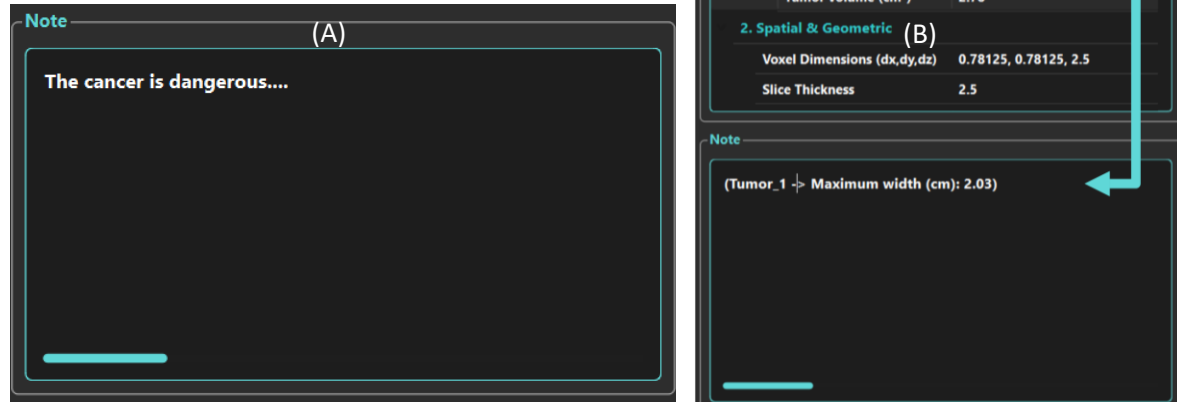 Note
(A)
The cancer is dangerous....
2. Spatial & Geometric
(B)
Voxel Dimensions (dx,dy,dz) 0.78125, 0.78125, 2.5
Slice Thickness 2.5
Note
(Tumor_1 -> Maximum width (cm): 2.03)